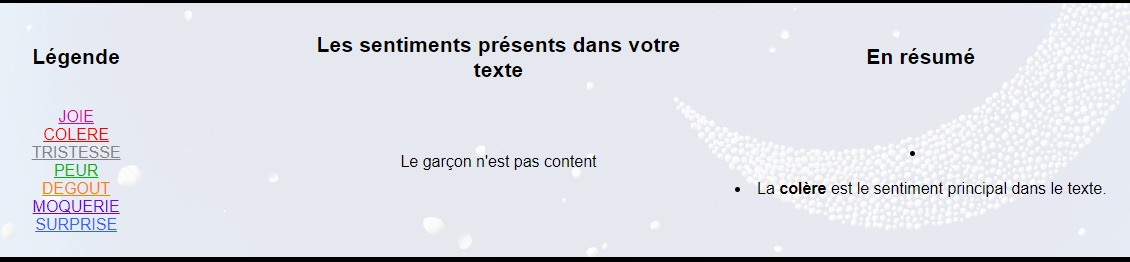 Légende
JOIE
COLERE
TRISTESSE
PEUR
DEGOUT
MOQUERIE
SURPRISE
Les sentiments présents dans votre
texte
Le garçon n'est pas content
En résumé
•
• La colère est le sentiment principal dans le texte.